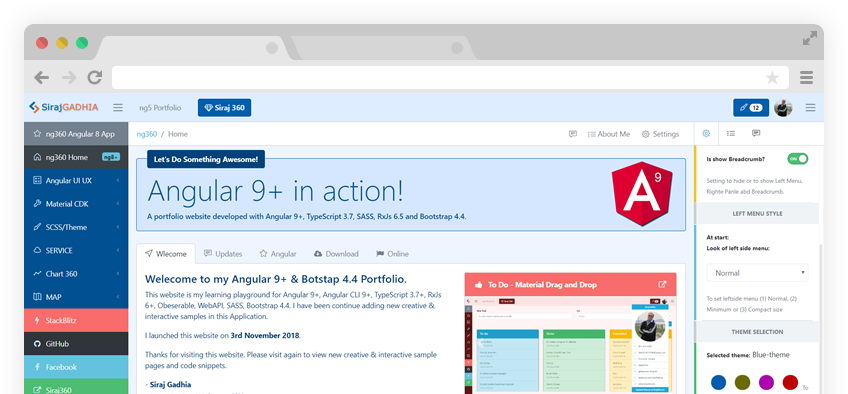 SirajGADHIA
ng5 Portfolio
Siraj 360
12
ng360 Angular 8 App
ng360 Home
ng8+
Angular UI UX
Material CDK
SCSS/Theme
SERVICE
Chart 360
MAP
StackBlitz
GitHub
Facebook
Siraj360
ng360 / Home
About Me
Settings
Let's Do Something Awesome!
Angular 9+ in action!
A portfolio website developed with Angular 9+, TypeScript 3.7, SASS, RxJs 6.5 and Bootstrap 4.4.
A 9
Wlecome
Updates
Angular
Download
Online
Welecome to my Angular 9+ & Botstap 4.4 Portfolio.
This website is my learning playground for Angular 9+, Angular CLI 9+, TypeScript 3.7+, RxJs
6+, Obeserable, WebAPI, SASS, Bootstrap 4.4. I have been continue adding new creative &
interactive samples in this Application.
I launched this website on 3rd November 2018.
Thanks for visiting this website. Please visit again to view new creative & interactive sample
pages and code snippets.
- Siraj Gadhia
To Do - Material Drag and Drop
Is show Breadcrumb?
ON
Setting to hide or to show Left Menu,
Righte Panle abd Breadcrumb.
LEFT MENU STYLE
At start:
Look of left side menu:
Normal
To set leftside menu (1) Normal, (2)
Minimum or (3) Compact size
THEME SELECTION
Selected theme: Blue-theme
To